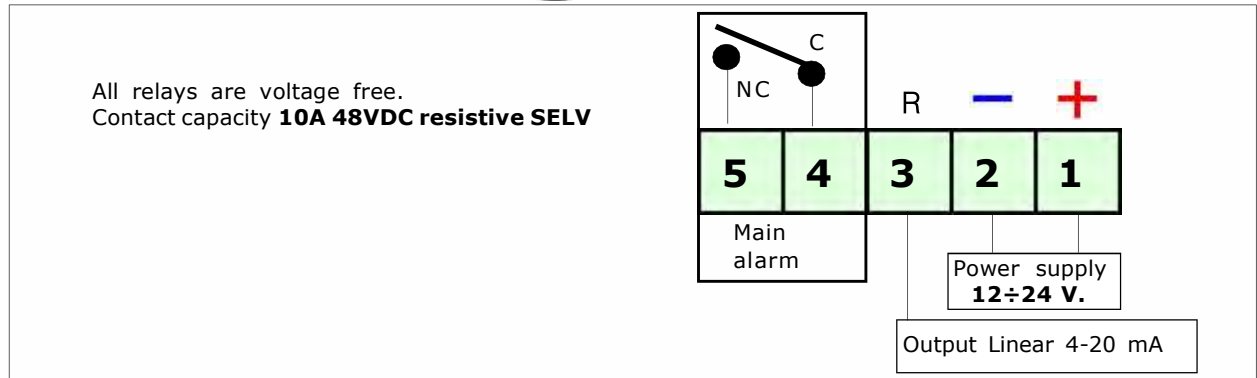 All relays are voltage free.
Contact capacity 10A 48VDC resistive SELV
C
NC
R
− +
5 4 3 2 1
Main
alarm
Power supply
12÷24 V.
Output Linear 4-20 mA